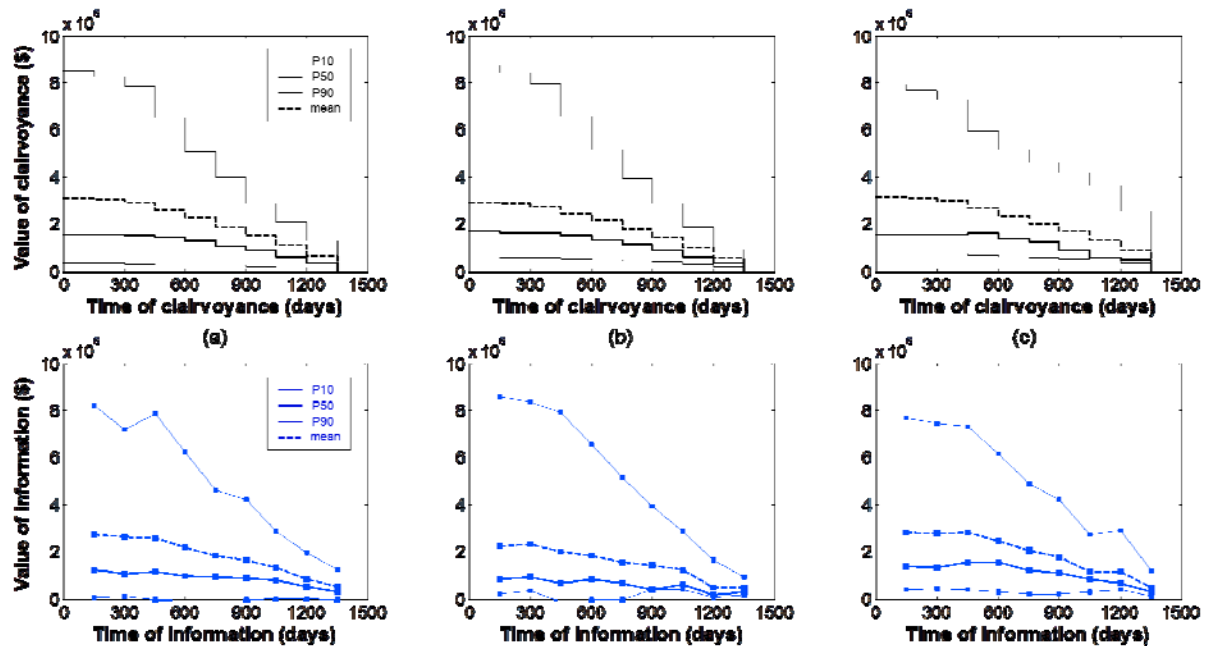 x 10⁶
x 10⁶
x 10⁶
Value of clairvoyance ($)
10
8
6
4
2
0
P10
P50
P90
mean
0 300 600 900 1200 1500
Time of clairvoyance (days)
(a)
10
8
6
4
2
0
0 300 600 900 1200 1500
Time of clairvoyance (days)
(b)
10
8
6
4
2
0
0 300 600 900 1200 1500
Time of clairvoyance (days)
(c)
x 10⁶
x 10⁶
x 10⁶
Value of Information ($)
10
8
6
4
2
0
P10
P50
P90
mean
0 300 600 900 1200 1500
Time of Information (days)
10
8
6
4
2
0
0 300 600 900 1200 1500
Time of Information (days)
10
8
6
4
2
0
0 300 600 900 1200 1500
Time of Information (days)